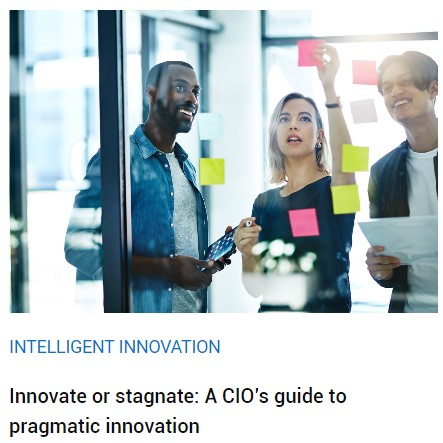 INTELLIGENT INNOVATION
Innovate or stagnate: A CIO's guide to
pragmatic innovation